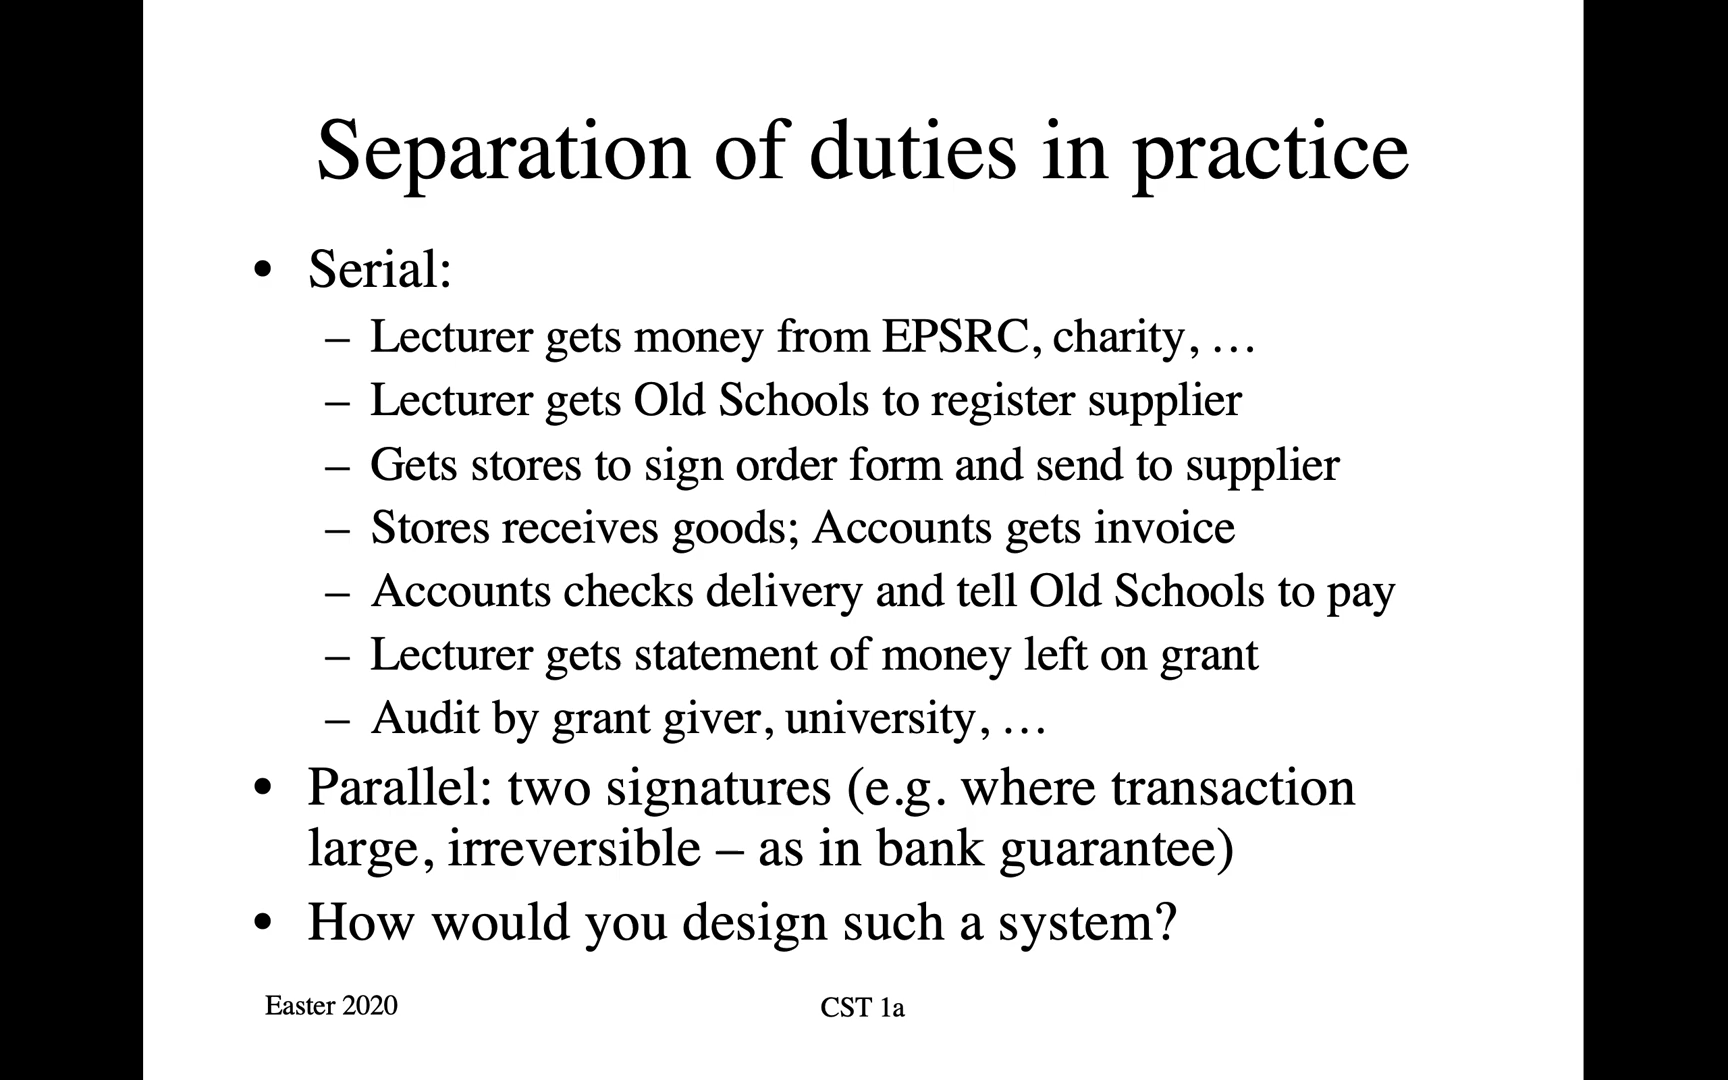 Separation of duties in practice
• Serial:
– Lecturer gets money from EPSRC, charity, …
– Lecturer gets Old Schools to register supplier
– Gets stores to sign order form and send to supplier
– Stores receives goods; Accounts gets invoice
– Accounts checks delivery and tell Old Schools to pay
– Lecturer gets statement of money left on grant
– Audit by grant giver, university, …
• Parallel: two signatures (e.g. where transaction
large, irreversible – as in bank guarantee)
• How would you design such a system?
Easter 2020
CST 1a